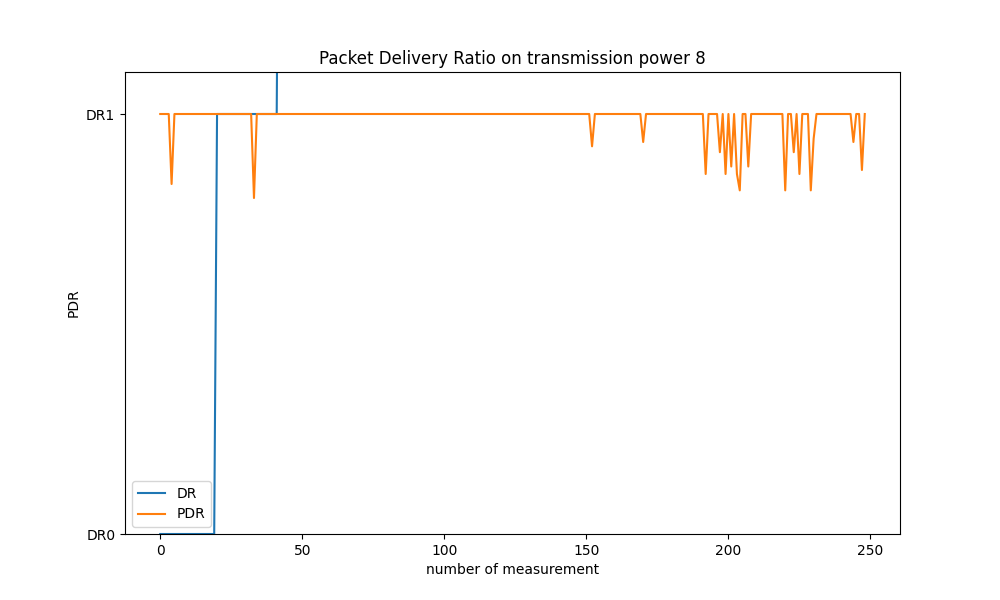 Packet Delivery Ratio on transmission power 8
DR1
PDR
DR0
DR
PDR
0 50 100 150 200 250
number of measurement